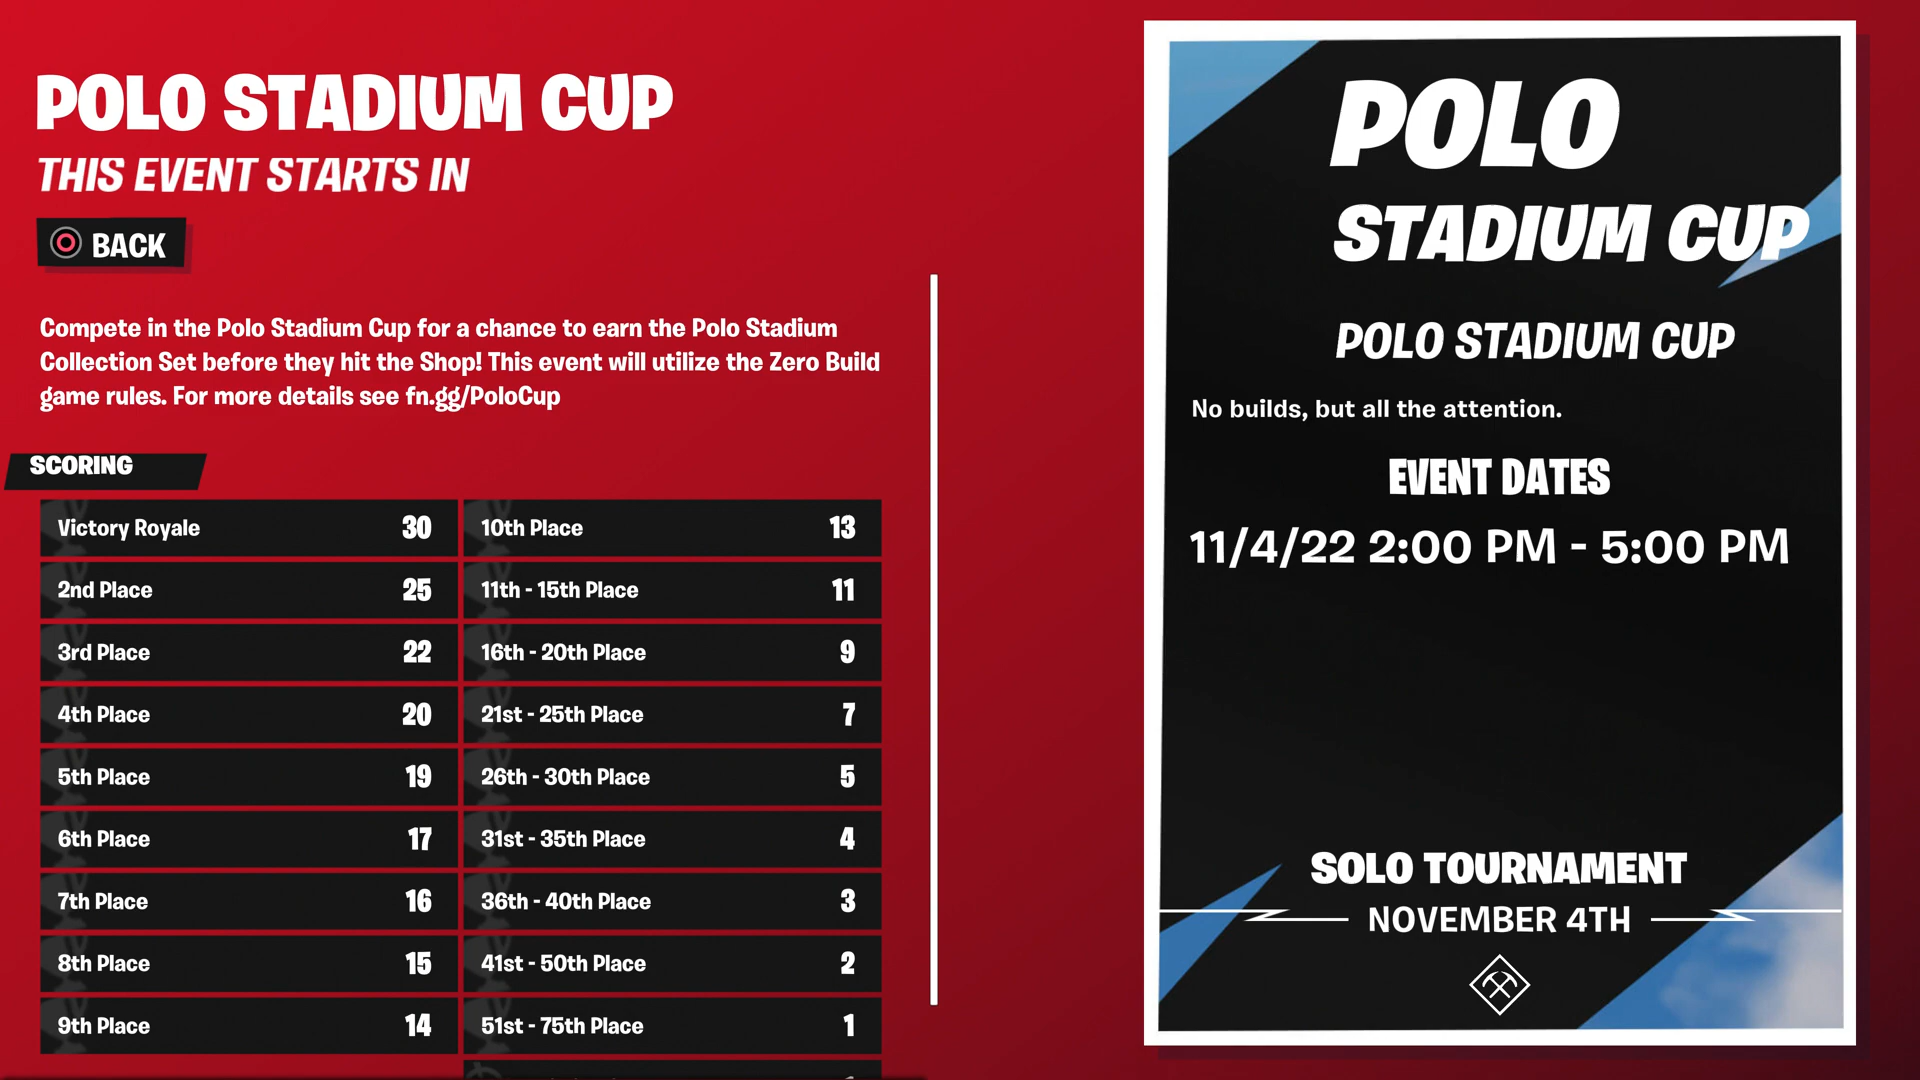 POLO STADIUM CUP
THIS EVENT STARTS IN
BACK
Compete in the Polo Stadium Cup for a chance to earn the Polo Stadium
Collection Set before they hit the Shop! This event will utilize the Zero Build
game rules. For more details see fn.gg/PoloCup
SCORING
Victory Royale 30
2nd Place 25
3rd Place 22
4th Place 20
5th Place 19
6th Place 17
7th Place 16
8th Place 15
9th Place 14
10th Place 13
11th - 15th Place 11
16th - 20th Place 9
21st - 25th Place 7
26th - 30th Place 5
31st - 35th Place 4
36th - 40th Place 3
41st - 50th Place 2
51st - 75th Place 1
POLO
STADIUM CUP
POLO STADIUM CUP
No builds, but all the attention.
EVENT DATES
11/4/22 2:00 PM - 5:00 PM
SOLO TOURNAMENT
NOVEMBER 4TH